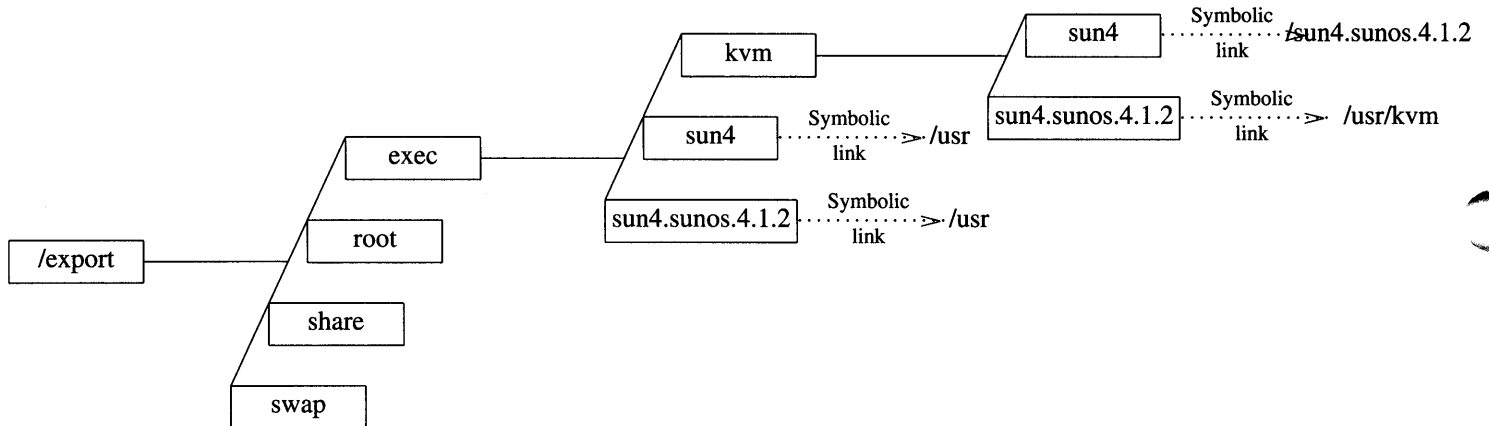 sun4
Symbolic
link
/sun4.sunos.4.1.2
kvm
sun4.sunos.4.1.2
Symbolic
link
/usr/kvm
sun4
Symbolic
link
/usr
exec
sun4.sunos.4.1.2
Symbolic
link
/usr
root
/export
share
swap